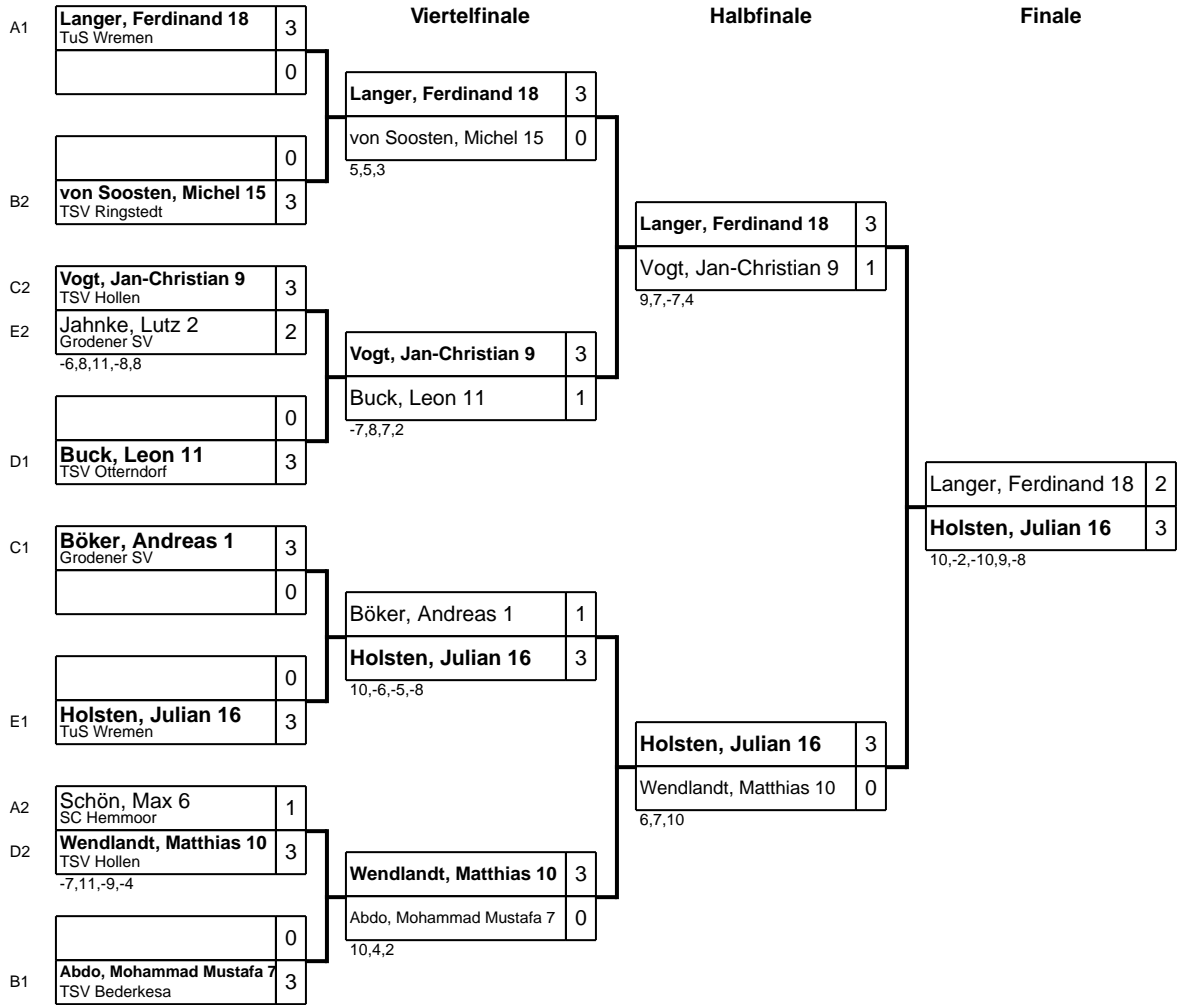 Viertelfinale
Halbfinale
Finale
A1
Langer, Ferdinand 18
3
TuS Wremen
0
0
B2
von Soosten, Michel 15
3
TSV Ringstedt
C2
Vogt, Jan-Christian 9
3
TSV Hollen
E2
Jahnke, Lutz 2
2
Grodener SV
-6,8,11,-8,8
0
D1
Buck, Leon 11
3
TSV Otterndorf
C1
Böker, Andreas 1
3
Grodener SV
0
0
E1
Holsten, Julian 16
3
TuS Wremen
A2
Schön, Max 6
1
SC Hemmoor
D2
Wendlandt, Matthias 10
3
TSV Hollen
-7,11,-9,-4
0
B1
Abdo, Mohammad Mustafa 7
3
TSV Bederkesa
Langer, Ferdinand 18
3
von Soosten, Michel 15
0
5,5,3
Vogt, Jan-Christian 9
3
Buck, Leon 11
1
-7,8,7,2
Böker, Andreas 1
1
Holsten, Julian 16
3
10,-6,-5,-8
Wendlandt, Matthias 10
3
Abdo, Mohammad Mustafa 7
0
10,4,2
Langer, Ferdinand 18
3
Vogt, Jan-Christian 9
1
9,7,-7,4
Holsten, Julian 16
3
Wendlandt, Matthias 10
0
6,7,10
Langer, Ferdinand 18
2
Holsten, Julian 16
3
10,-2,-10,9,-8